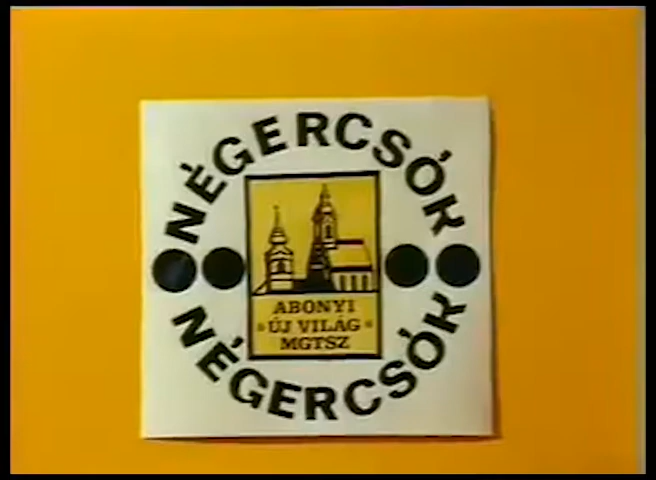 NÉGERCSÓK
ABONYI
ÚJ VILÁG
MGTSZ
NÉGERCSÓK